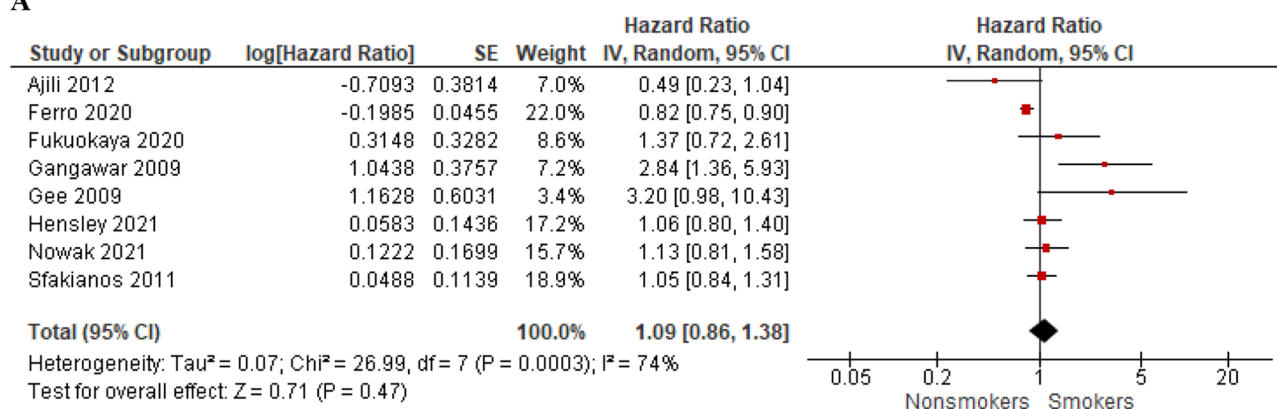 A
Hazard Ratio Hazard Ratio
Study or Subgroup log[Hazard Ratio] SE Weight IV, Random, 95% CI IV, Random, 95% CI
Ajili 2012 -0.7093 0.3814 7.0% 0.49 [0.23, 1.04]
Ferro 2020 -0.1985 0.0455 22.0% 0.82 [0.75, 0.90]
Fukuokaya 2020 0.3148 0.3282 8.6% 1.37 [0.72, 2.61]
Gangawar 2009 1.0438 0.3757 7.2% 2.84 [1.36, 5.93]
Gee 2009 1.1628 0.6031 3.4% 3.20 [0.98, 10.43]
Hensley 2021 0.0583 0.1436 17.2% 1.06 [0.80, 1.40]
Nowak 2021 0.1222 0.1699 15.7% 1.13 [0.81, 1.58]
Sfakianos 2011 0.0488 0.1139 18.9% 1.05 [0.84, 1.31]
Total (95% CI) 100.0% 1.09 [0.86, 1.38]
Heterogeneity: Tau² = 0.07; Chi² = 26.99, df = 7 (P = 0.0003); I² = 74%
Test for overall effect: Z = 0.71 (P = 0.47)
0.05 0.2 1 5 20
Nonsmokers Smokers